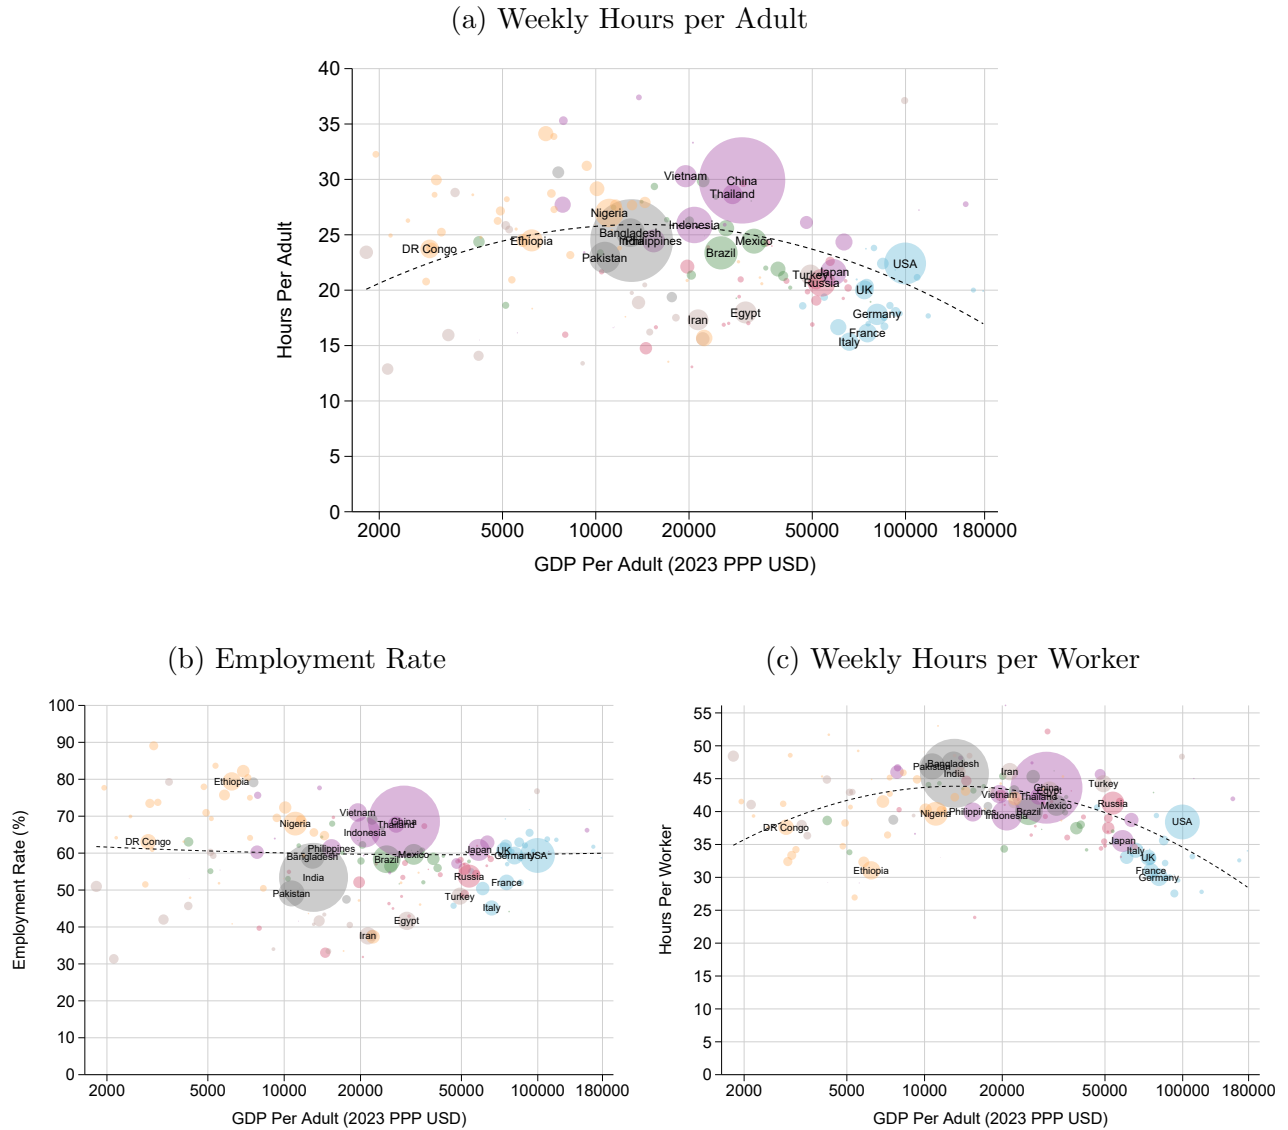 (a) Weekly Hours per Adult
40
35
30
25
20
15
10
5
0
Hours Per Adult
Vietnam
China
Thailand
Nigeria
Indonesia
Bangladesh
India
Philippines
Mexico
DR Congo
Ethiopia
Pakistan
Brazil
USA
Turkey
Japan
Russia
UK
Iran
Egypt
Germany
France
Italy
2000 5000 10000 20000 50000 100000 180000
GDP Per Adult (2023 PPP USD)
(b) Employment Rate
100
90
80
70
60
50
40
30
20
10
0
Employment Rate (%)
Ethiopia
Vietnam
China
Nigeria
Thailand
Indonesia
DR Congo
Philippines
Japan
UK
Bangladesh
Mexico
Germany
USA
Brazil
India
Russia
France
Pakistan
Turkey
Italy
Egypt
Iran
2000 5000 10000 20000 50000 100000 180000
GDP Per Adult (2023 PPP USD)
(c) Weekly Hours per Worker
55
50
45
40
35
30
25
20
15
10
5
0
Hours Per Worker
Pakistan
Bangladesh
India
Iran
Turkey
China
Egypt
Vietnam
Thailand
Mexico
Russia
Nigeria
Philippines
Indonesia
Brazil
USA
DR Congo
Japan
Italy
UK
Ethiopia
France
Germany
2000 5000 10000 20000 50000 100000 180000
GDP Per Adult (2023 PPP USD)